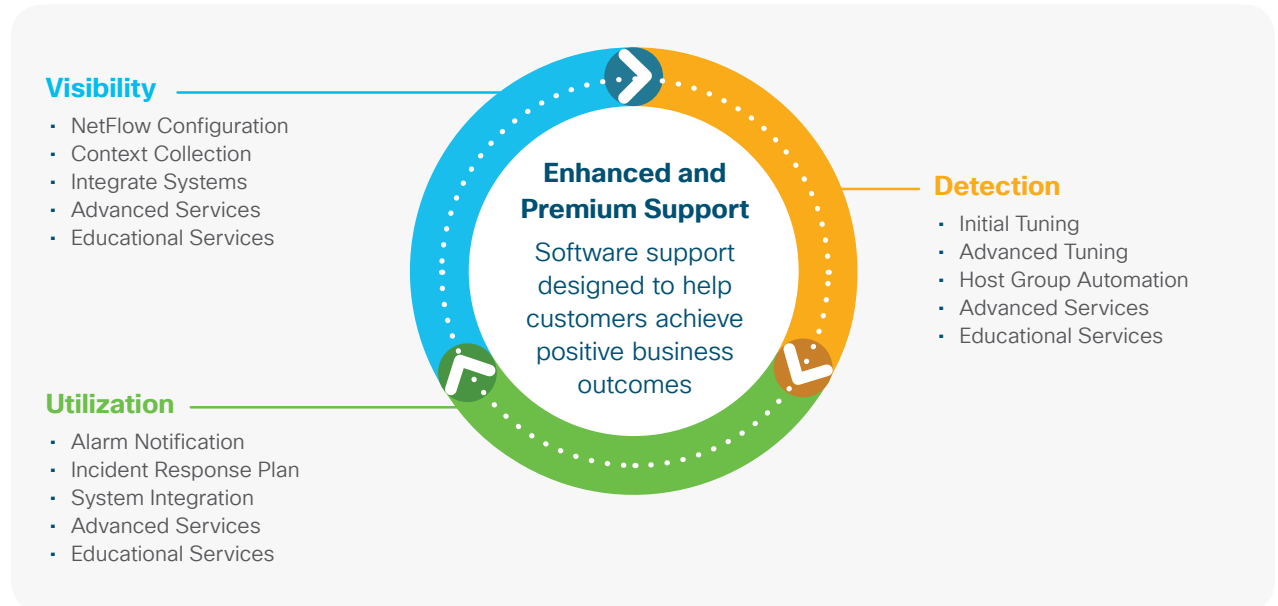 Visibility
▪ NetFlow Configuration
▪ Context Collection
▪ Integrate Systems
▪ Advanced Services
▪ Educational Services
Enhanced and
Premium Support
Software support
designed to help
customers achieve
positive business
outcomes
Detection
▪ Initial Tuning
▪ Advanced Tuning
▪ Host Group Automation
▪ Advanced Services
▪ Educational Services
Utilization
▪ Alarm Notification
▪ Incident Response Plan
▪ System Integration
▪ Advanced Services
▪ Educational Services